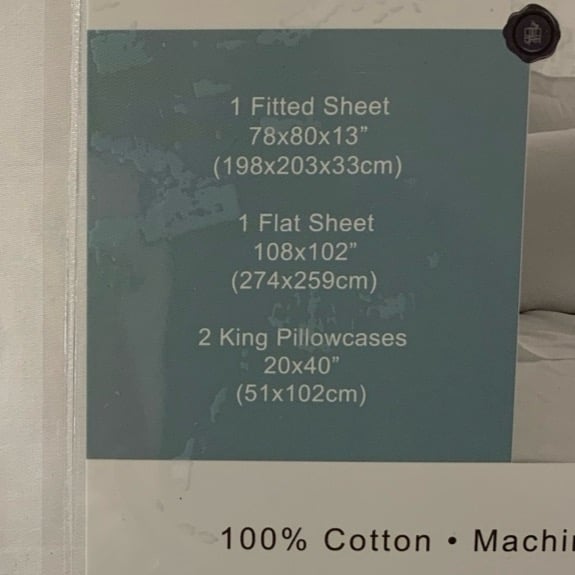 1 Fitted Sheet
78x80x13”
(198x203x33cm)
1 Flat Sheet
108x102”
(274x259cm)
2 King Pillowcases
20x40”
(51x102cm)
100% Cotton • Machi